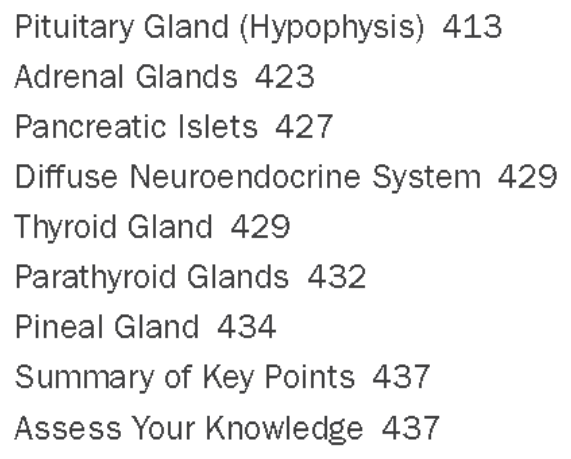 Pituitary Gland (Hypophysis) 413
Adrenal Glands 423
Pancreatic Islets 427
Diffuse Neuroendocrine System 429
Thyroid Gland 429
Parathyroid Glands 432
Pineal Gland 434
Summary of Key Points 437
Assess Your Knowledge 437